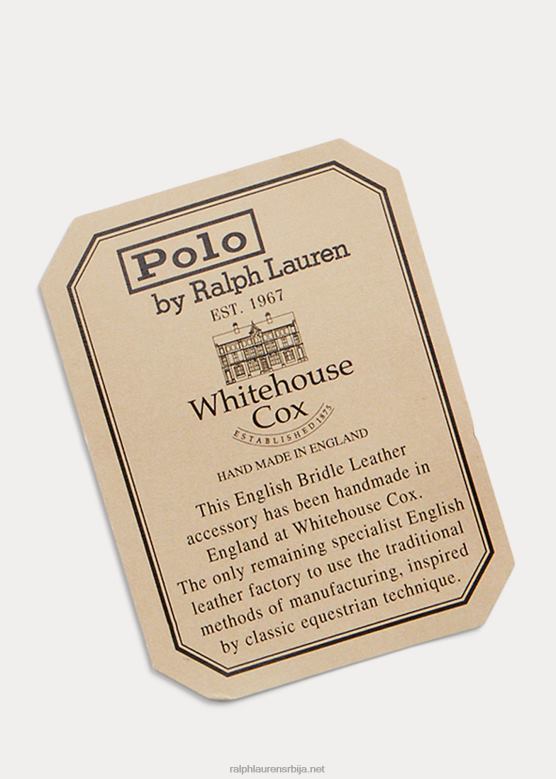 Polo
by Ralph Lauren
EST. 1967
Whitehouse
Cox
ESTABLISHED 1875
HAND MADE IN ENGLAND
This English Bridle Leather
accessory has been handmade in
England at Whitehouse Cox.
The only remaining specialist English
leather factory to use the traditional
methods of manufacturing, inspired
by classic equestrian technique.
ralphlaurensrbija.net